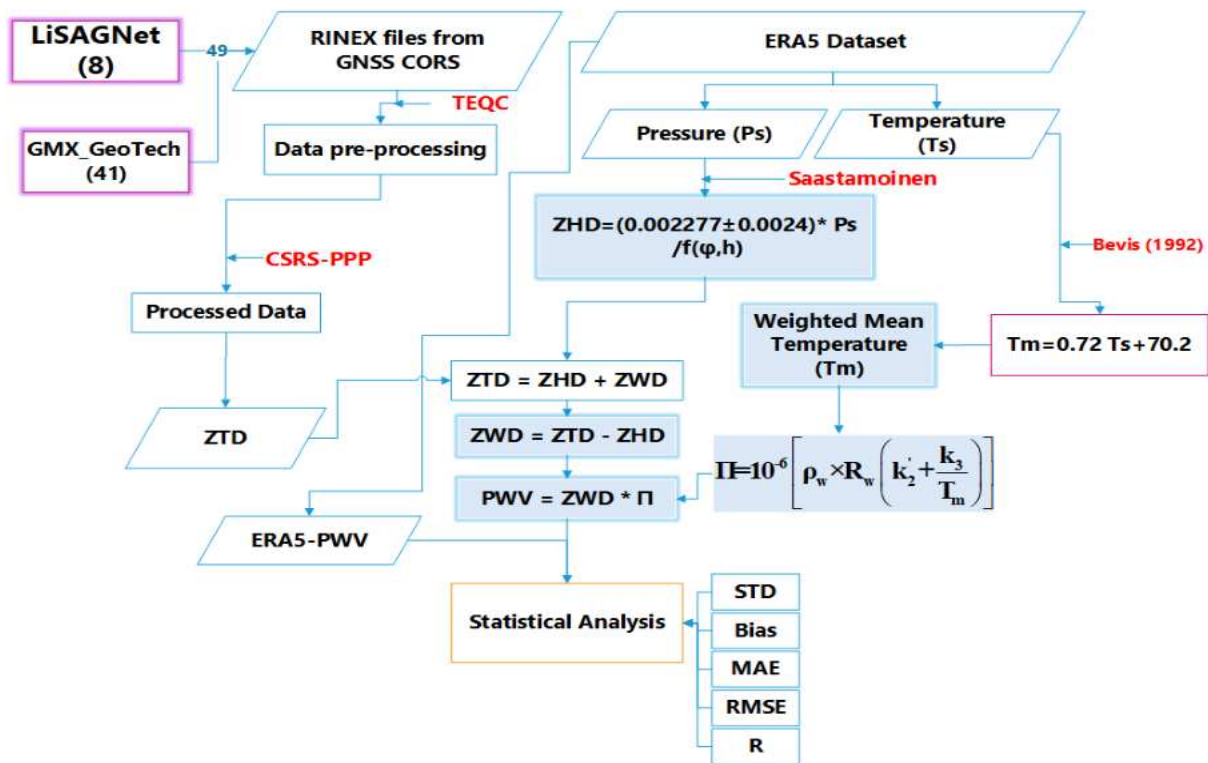 LiSAGNet
(8)
49
RINEX files from
GNSS CORS
ERA5 Dataset
TEQC
GMX_GeoTech
(41)
Data pre-processing
Pressure (Ps)
Temperature
(Ts)
Saastamoinen
ZHD=(0.002277±0.0024)* Ps
/f(φ,h)
Bevis (1992)
CSRS-PPP
Processed Data
Weighted Mean
Temperature
(Tm)
Tm=0.72 Ts+70.2
ZTD = ZHD + ZWD
ZTD
ZWD = ZTD - ZHD
Π=10⁻⁶[ρw×Rw(k'₂+k₃/Tm)]
PWV = ZWD * Π
ERA5-PWV
Statistical Analysis
STD
Bias
MAE
RMSE
R